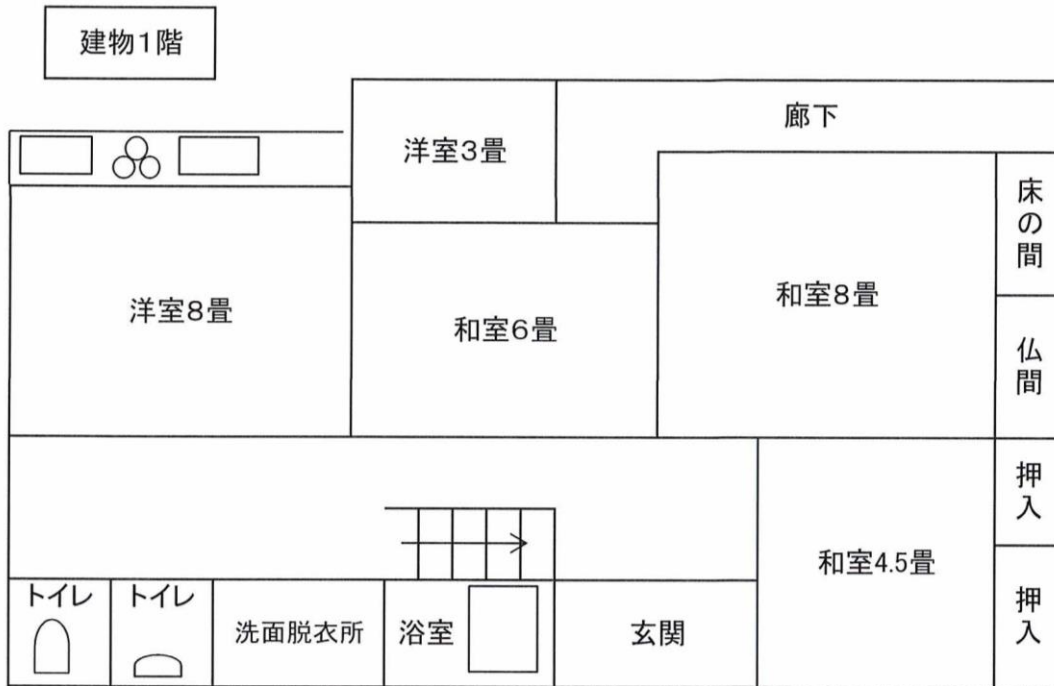 建物1階
廊下
洋室3畳
床の間
洋室8畳
和室6畳
和室8畳
仏間
押入
和室4.5畳
押入
トイレ
トイレ
洗面脱衣所
浴室
玄関